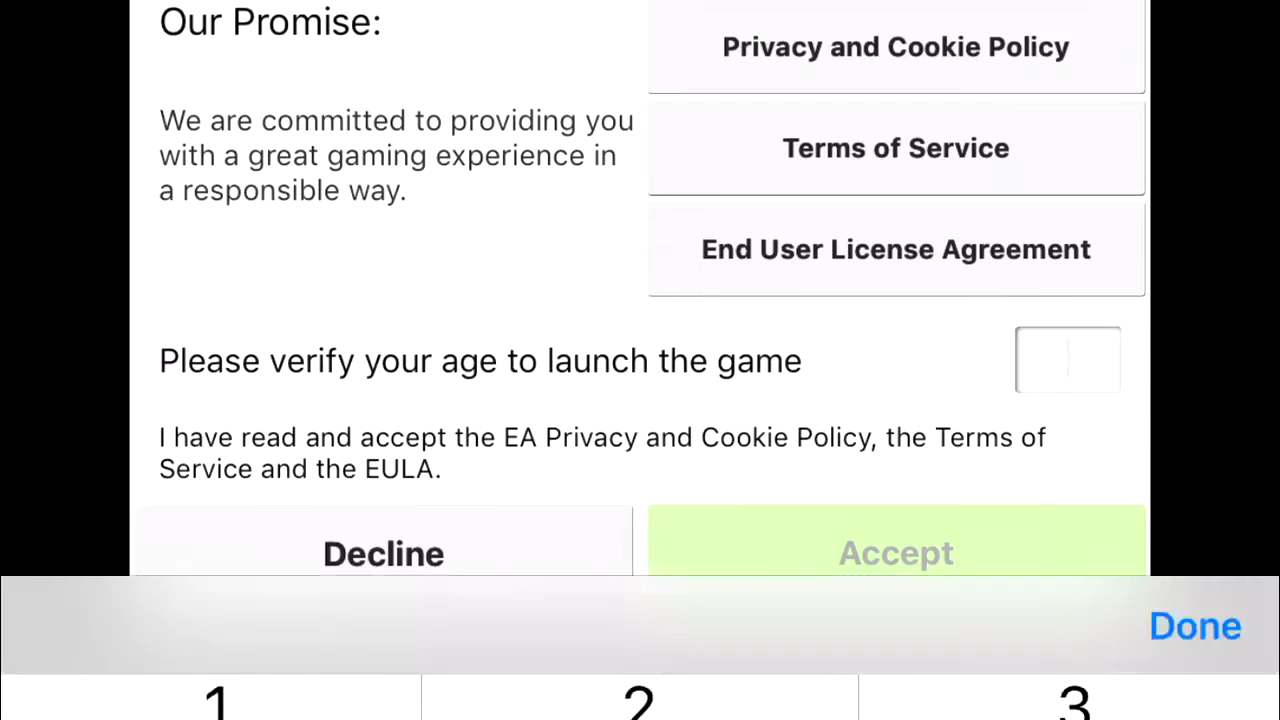 Our Promise:
Privacy and Cookie Policy
We are committed to providing you
with a great gaming experience in
a responsible way.
Terms of Service
End User License Agreement
Please verify your age to launch the game
I have read and accept the EA Privacy and Cookie Policy, the Terms of
Service and the EULA.
Decline
Accept
Done
1
2
3